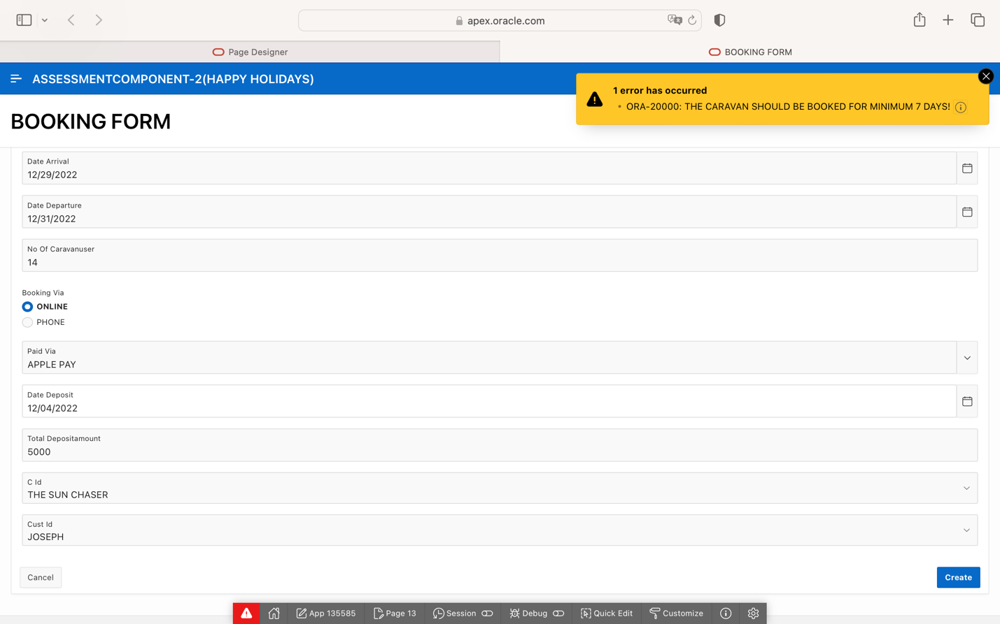 apex.oracle.com
Page Designer
BOOKING FORM
ASSESSMENTCOMPONENT-2(HAPPY HOLIDAYS)
1 error has occurred
• ORA-20000: THE CARAVAN SHOULD BE BOOKED FOR MINIMUM 7 DAYS!
BOOKING FORM
Date Arrival
12/29/2022
Date Departure
12/31/2022
No Of Caravanuser
14
Booking Via
ONLINE
PHONE
Paid Via
APPLE PAY
Date Deposit
12/04/2022
Total Depositamount
5000
C Id
THE SUN CHASER
Cust Id
JOSEPH
Cancel
Create
App 135585
Page 13
Session
Debug
Quick Edit
Customize